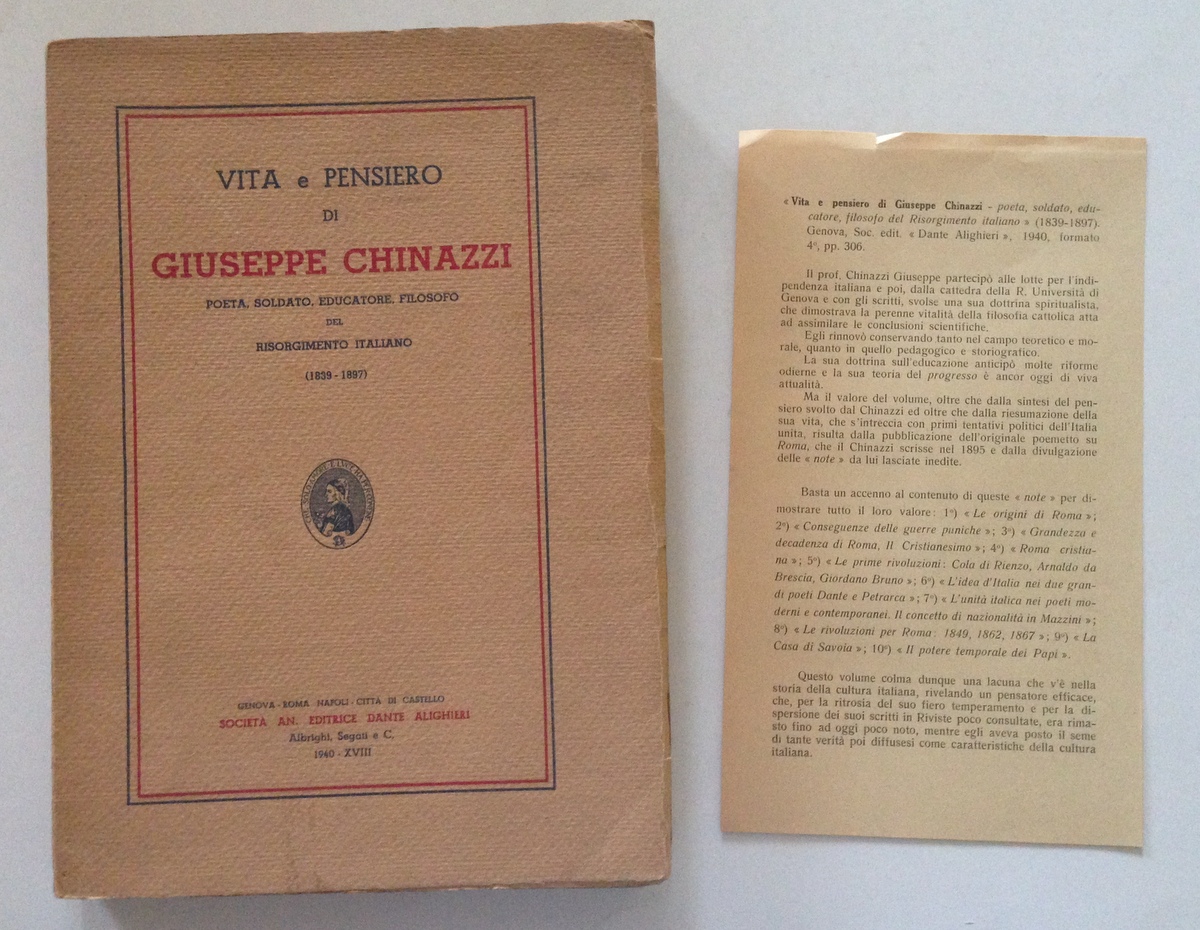 VITA e PENSIERO
DI
GIUSEPPE CHINAZZI
POETA, SOLDATO, EDUCATORE, FILOSOFO
DEL
RISORGIMENTO ITALIANO
(1839 - 1897)
GENOVA - ROMA NAPOLI - CITTÀ DI CASTELLO
SOCIETÀ AN. EDITRICE DANTE ALIGHIERI
Albrighi, Segati e C.
1940 - XVIII
« Vita e pensiero di Giuseppe Chinazzi - poeta, soldato, edu-
catore, filosofo del Risorgimento italiano » (1839-1897).
Genova, Soc. edit. « Dante Alighieri », 1940, formato
4º, pp. 306.
Il prof. Chinazzi Giuseppe partecipò alle lotte per l'indi-
pendenza italiana e poi, dalla cattedra della R. Università di
Genova e con gli scritti, svolse una sua dottrina spiritualista,
che dimostrava la perenne vitalità della filosofia cattolica atta
ad assimilare le conclusioni scientifiche.
Egli rinnovò conservando tanto nel campo teoretico e mo-
rale, quanto in quello pedagogico e storiografico.
La sua dottrina sull'educazione anticipò molte riforme
odierne e la sua teoria del progresso è ancor oggi di viva
attualità.
Ma il valore del volume, oltre che dalla sintesi del pen-
siero svolto dal Chinazzi ed oltre che dalla riesumazione della
sua vita, che s'intreccia con primi tentativi politici dell'Italia
unita, risulta dalla pubblicazione dell'originale poemetto su
Roma, che il Chinazzi scrisse nel 1895 e dalla divulgazione
delle « note » da lui lasciate inedite.
Basta un accenno al contenuto di queste « note » per di-
mostrare tutto il loro valore: 1º) « Le origini di Roma »;
2º) « Conseguenze delle guerre puniche »; 3º) « Grandezza e
decadenza di Roma, Il Cristianesimo »; 4º) « Roma cristia-
na »; 5º) « Le prime rivoluzioni: Cola di Rienzo, Arnaldo da
Brescia, Giordano Bruno »; 6º) « L'idea d'Italia nei due gran-
di poeti Dante e Petrarca »; 7º) « L'unità italica nei poeti mo-
derni e contemporanei. Il concetto di nazionalità in Mazzini »;
8º) « Le rivoluzioni per Roma: 1849, 1862, 1867 »; 9º) « La
Casa di Savoia »; 10º) « Il potere temporale dei Papi ».
Questo volume colma dunque una lacuna che v'è nella
storia della cultura italiana, rivelando un pensatore efficace,
che, per la ritrosia del suo fiero temperamento e per la di-
spersione dei suoi scritti in Riviste poco consultate, era rima-
sto fino ad oggi poco noto, mentre egli aveva posto il seme
di tante verità poi diffusesi come caratteristiche della cultura
italiana.